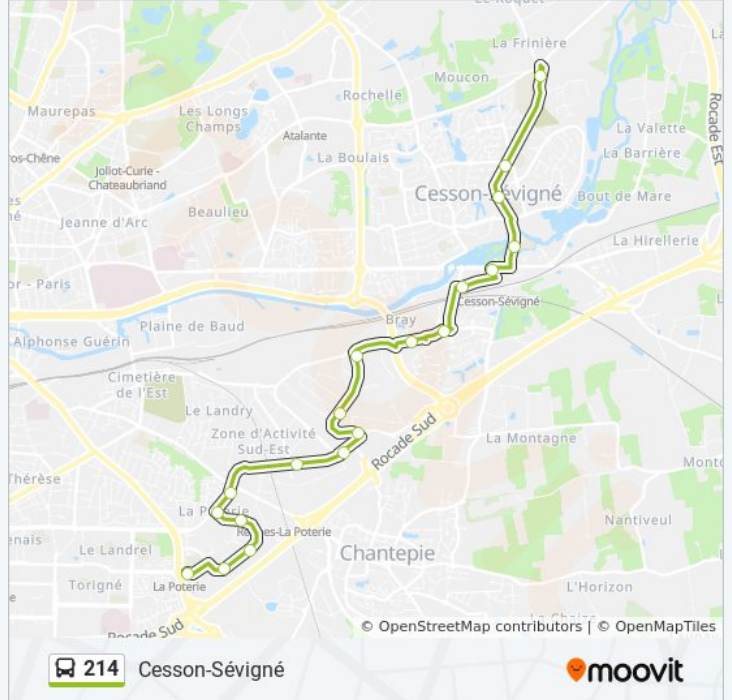 La Frinière
Moucon
Rochelle
Maurepas
Les Longs
Champs
Rocade Est
La Valette
Atalante
La Barrière
La Boulais
Joliot-Curie -
Chateaubriand
Cesson-Sévigné
Bout de Mare
Beaulieu
Jeanne d'Arc
La Hirellerie
Cesson-Sévigné
Bray
Plaine de Baud
Alphonse Guérin
Cimetière
de l'Est
Le Landry
Zone d'Activité
Sud-Est
Rocade Sud
La Montagne
La Poterie
Nantiveul
Rennes-La Poterie
Le Landrel
Chantepie
Torigné
La Poterie
L'Horizon
Rocade Sud
© OpenStreetMap contributors | © OpenMapTiles
214 Cesson-Sévigné
moovit